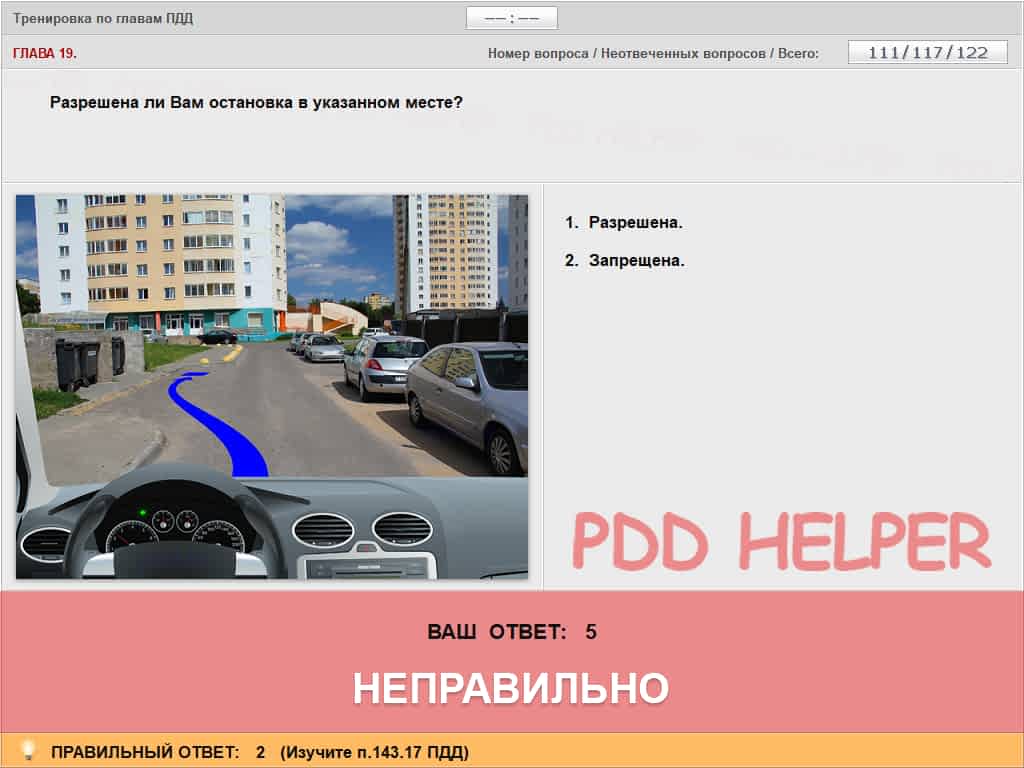 Тренировка по главам ПДД
—— : ——
ГЛАВА 19.
Номер вопроса / Неотвеченных вопросов / Всего:
111/117/122
Разрешена ли Вам остановка в указанном месте?
1. Разрешена.
2. Запрещена.
PDD HELPER
ВАШ ОТВЕТ: 5
НЕПРАВИЛЬНО
ПРАВИЛЬНЫЙ ОТВЕТ: 2 (Изучите п.143.17 ПДД)